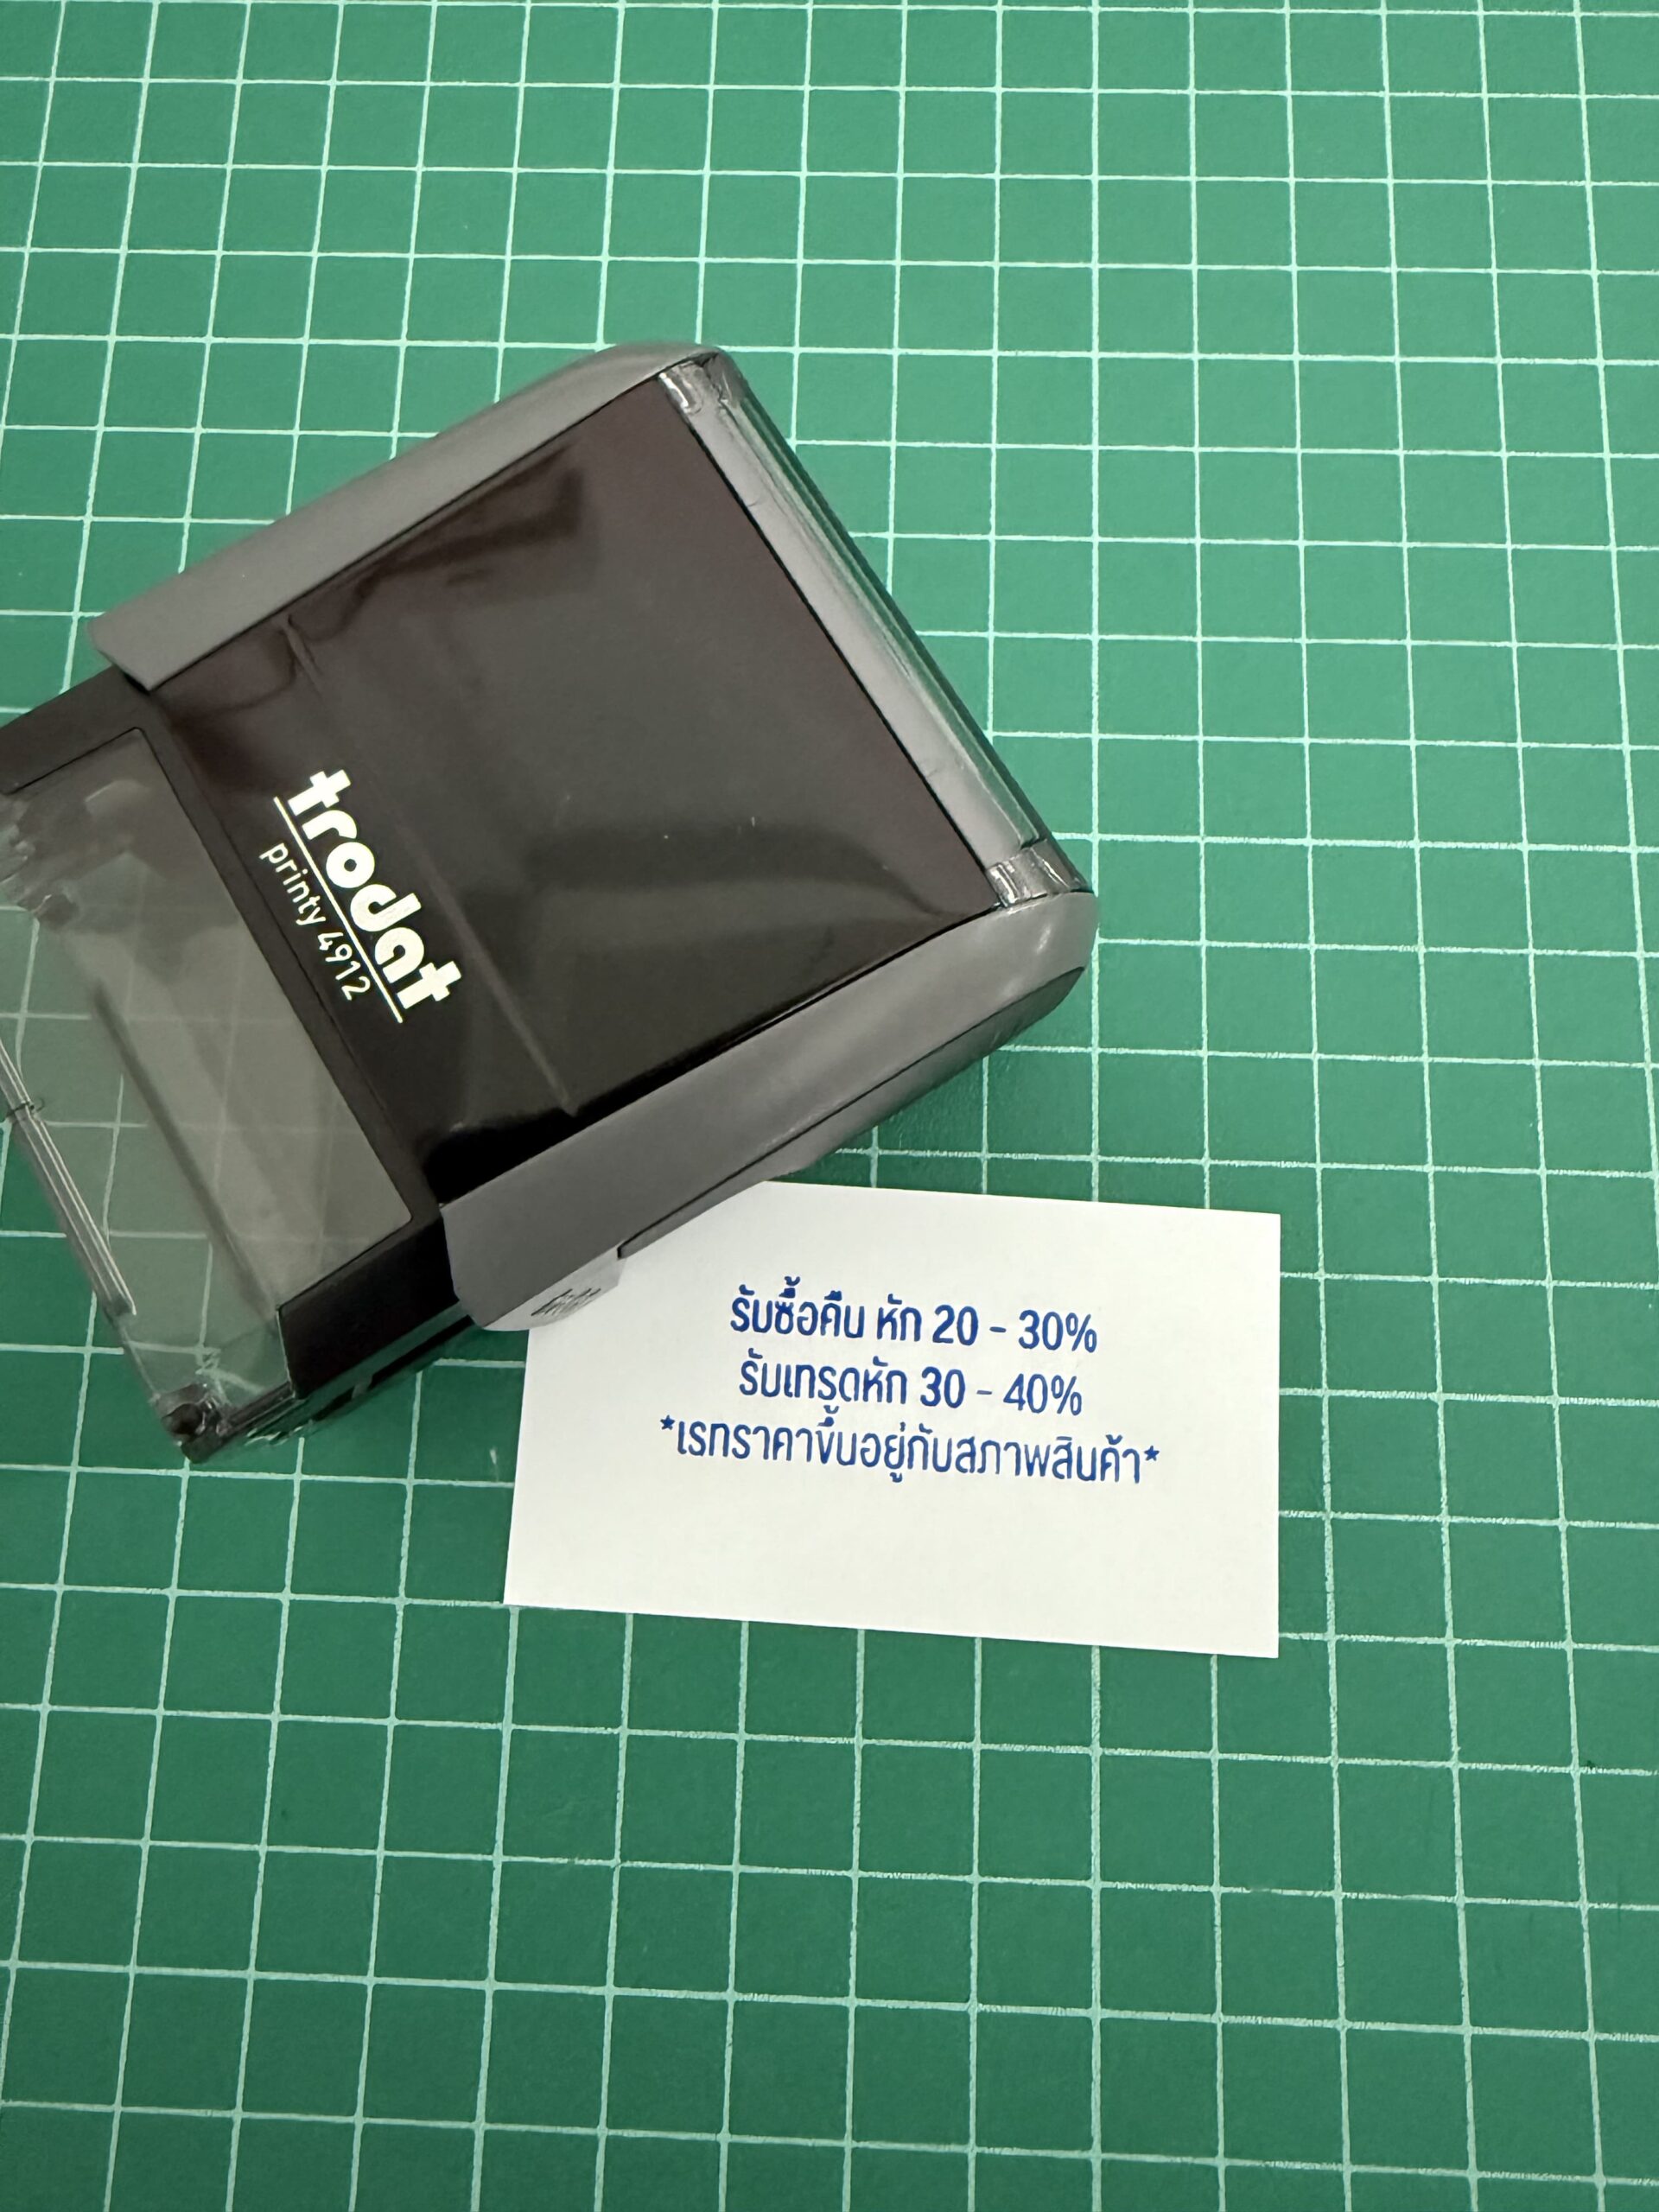 trodat
printy 4912
รับซื้อคืน หัก 20 - 30%
รับเทรดหัก 30 - 40%
*เรทราคาขึ้นอยู่กับสภาพสินค้า*